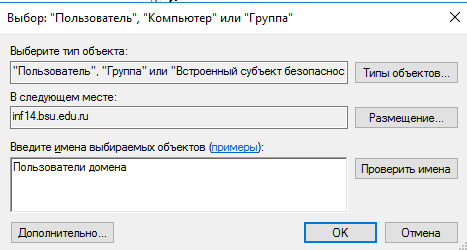 Выбор: "Пользователь", "Компьютер" или "Группа"
Выберите тип объекта:
"Пользователь", "Группа" или "Встроенный субъект безопаснос
Типы объектов...
В следующем месте:
inf14.bsu.edu.ru
Размещение...
Введите имена выбираемых объектов (примеры):
Пользователи домена
Проверить имена
Дополнительно...
OK
Отмена